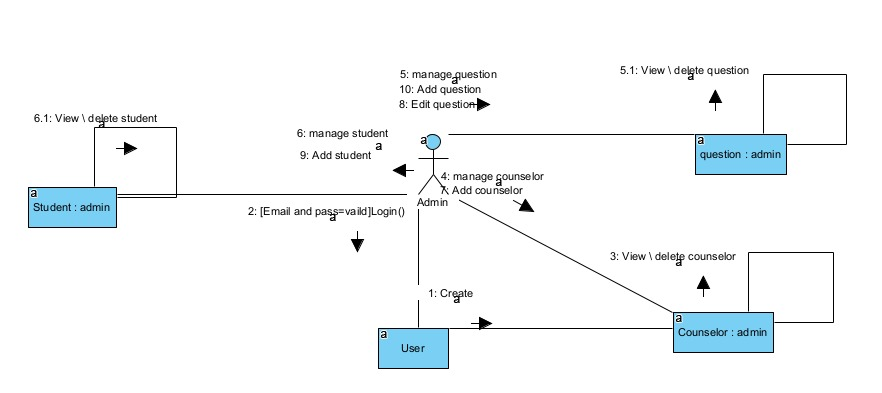 5: manage question
10: Add question
8: Edit question
5.1: View \ delete question
a
a
6.1: View \ delete student
a
6: manage student
a
9: Add student
a
a
question : admin
4: manage counselor
a
7: Add counselor
Admin
a
Student : admin
2: [Email and pass=vaild]Login()
a
3: View \ delete counselor
a
1: Create
a
a
Counselor : admin
a
User